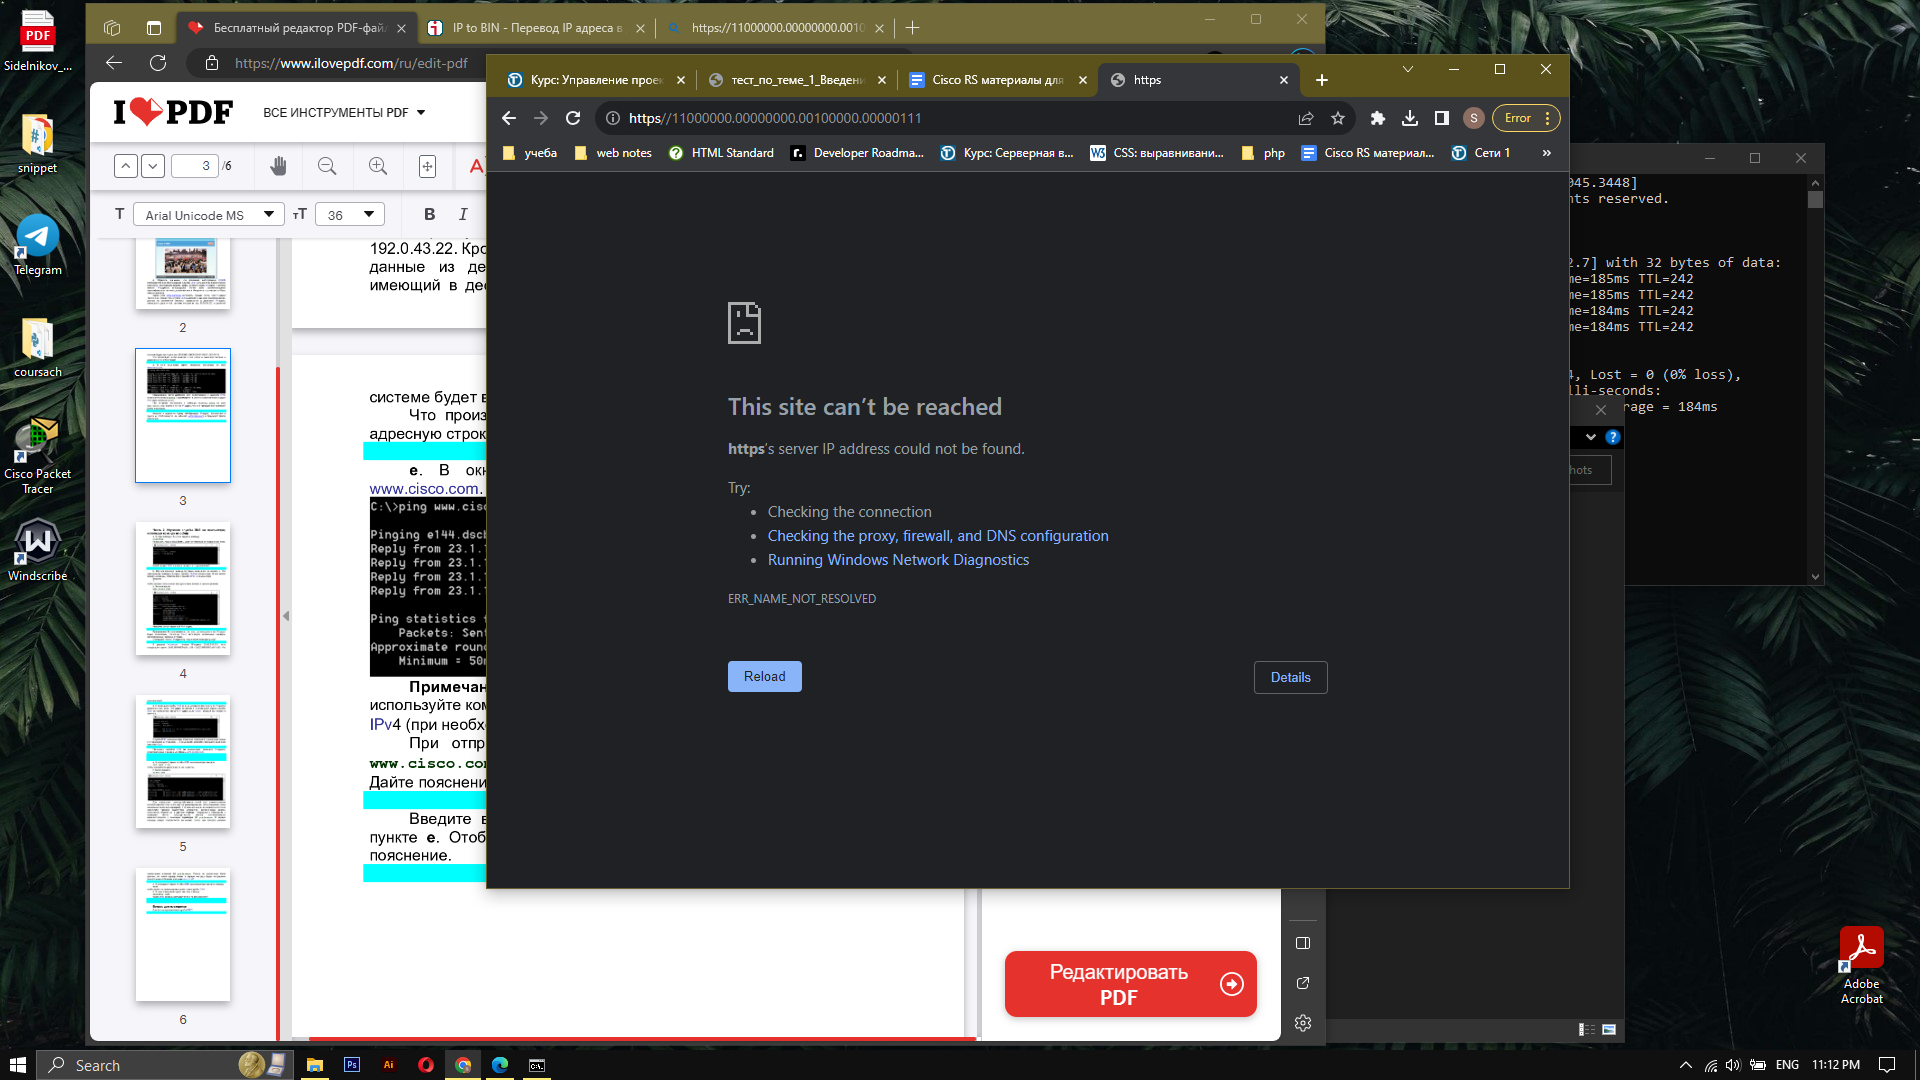 Sidelnikov_...
snippet
Telegram
coursach
Cisco Packet
Tracer
Windscribe
Бесплатный редактор PDF-фай
IP to BIN - Перевод IP адреса в
https://11000000.00000000.0010
https://www.ilovepdf.com/ru/edit-pdf
I PDF
ВСЕ ИНСТРУМЕНТЫ PDF
3 /6
T Arial Unicode MS
тT 36
B I
2
3
4
5
6
192.0.43.22. Кро
данные из де
имеющий в дес
системе будет в
Что произ
адресную строк
е. В окн
www.cisco.com.
C:\>ping www.cisc
Pinging e144.dscb
Reply from 23.1.1
Reply from 23.1.1
Reply from 23.1.1
Reply from 23.1.1
Ping statistics f
Packets: Sent
Approximate roun
Minimum = 50m
Примечан
используйте ком
IPv4 (при необхо
При отпр
www.cisco.com
Дайте пояснени
Введите в
пункте е. Отоб
пояснение.
Редактировать
PDF
Курс: Управление проек
тест_по_теме_1_Введени
Cisco RS материалы для
https
https//11000000.00000000.00100000.00000111
S
Error
учеба
web notes
HTML Standard
Developer Roadma...
Курс: Серверная в...
CSS: выравнивани...
php
Cisco RS материал...
Сети 1
»
This site can’t be reached
https’s server IP address could not be found.
Try:
Checking the connection
Checking the proxy, firewall, and DNS configuration
Running Windows Network Diagnostics
ERR_NAME_NOT_RESOLVED
Reload
Details
045.3448]
nts reserved.
2.7] with 32 bytes of data:
me=185ms TTL=242
me=185ms TTL=242
me=184ms TTL=242
me=184ms TTL=242
4, Lost = 0 (0% loss),
lli-seconds:
rage = 184ms
hots
Adobe
Acrobat
Search
ENG
11:12 PM